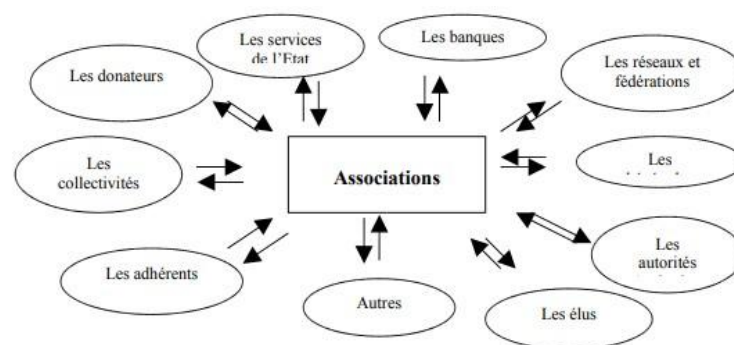 Les services
de l'Etat
Les banques
Les donateurs
Les réseaux et
fédérations
Les
collectivités
Associations
Les
Les adhérents
Autres
Les élus
Les
autorités